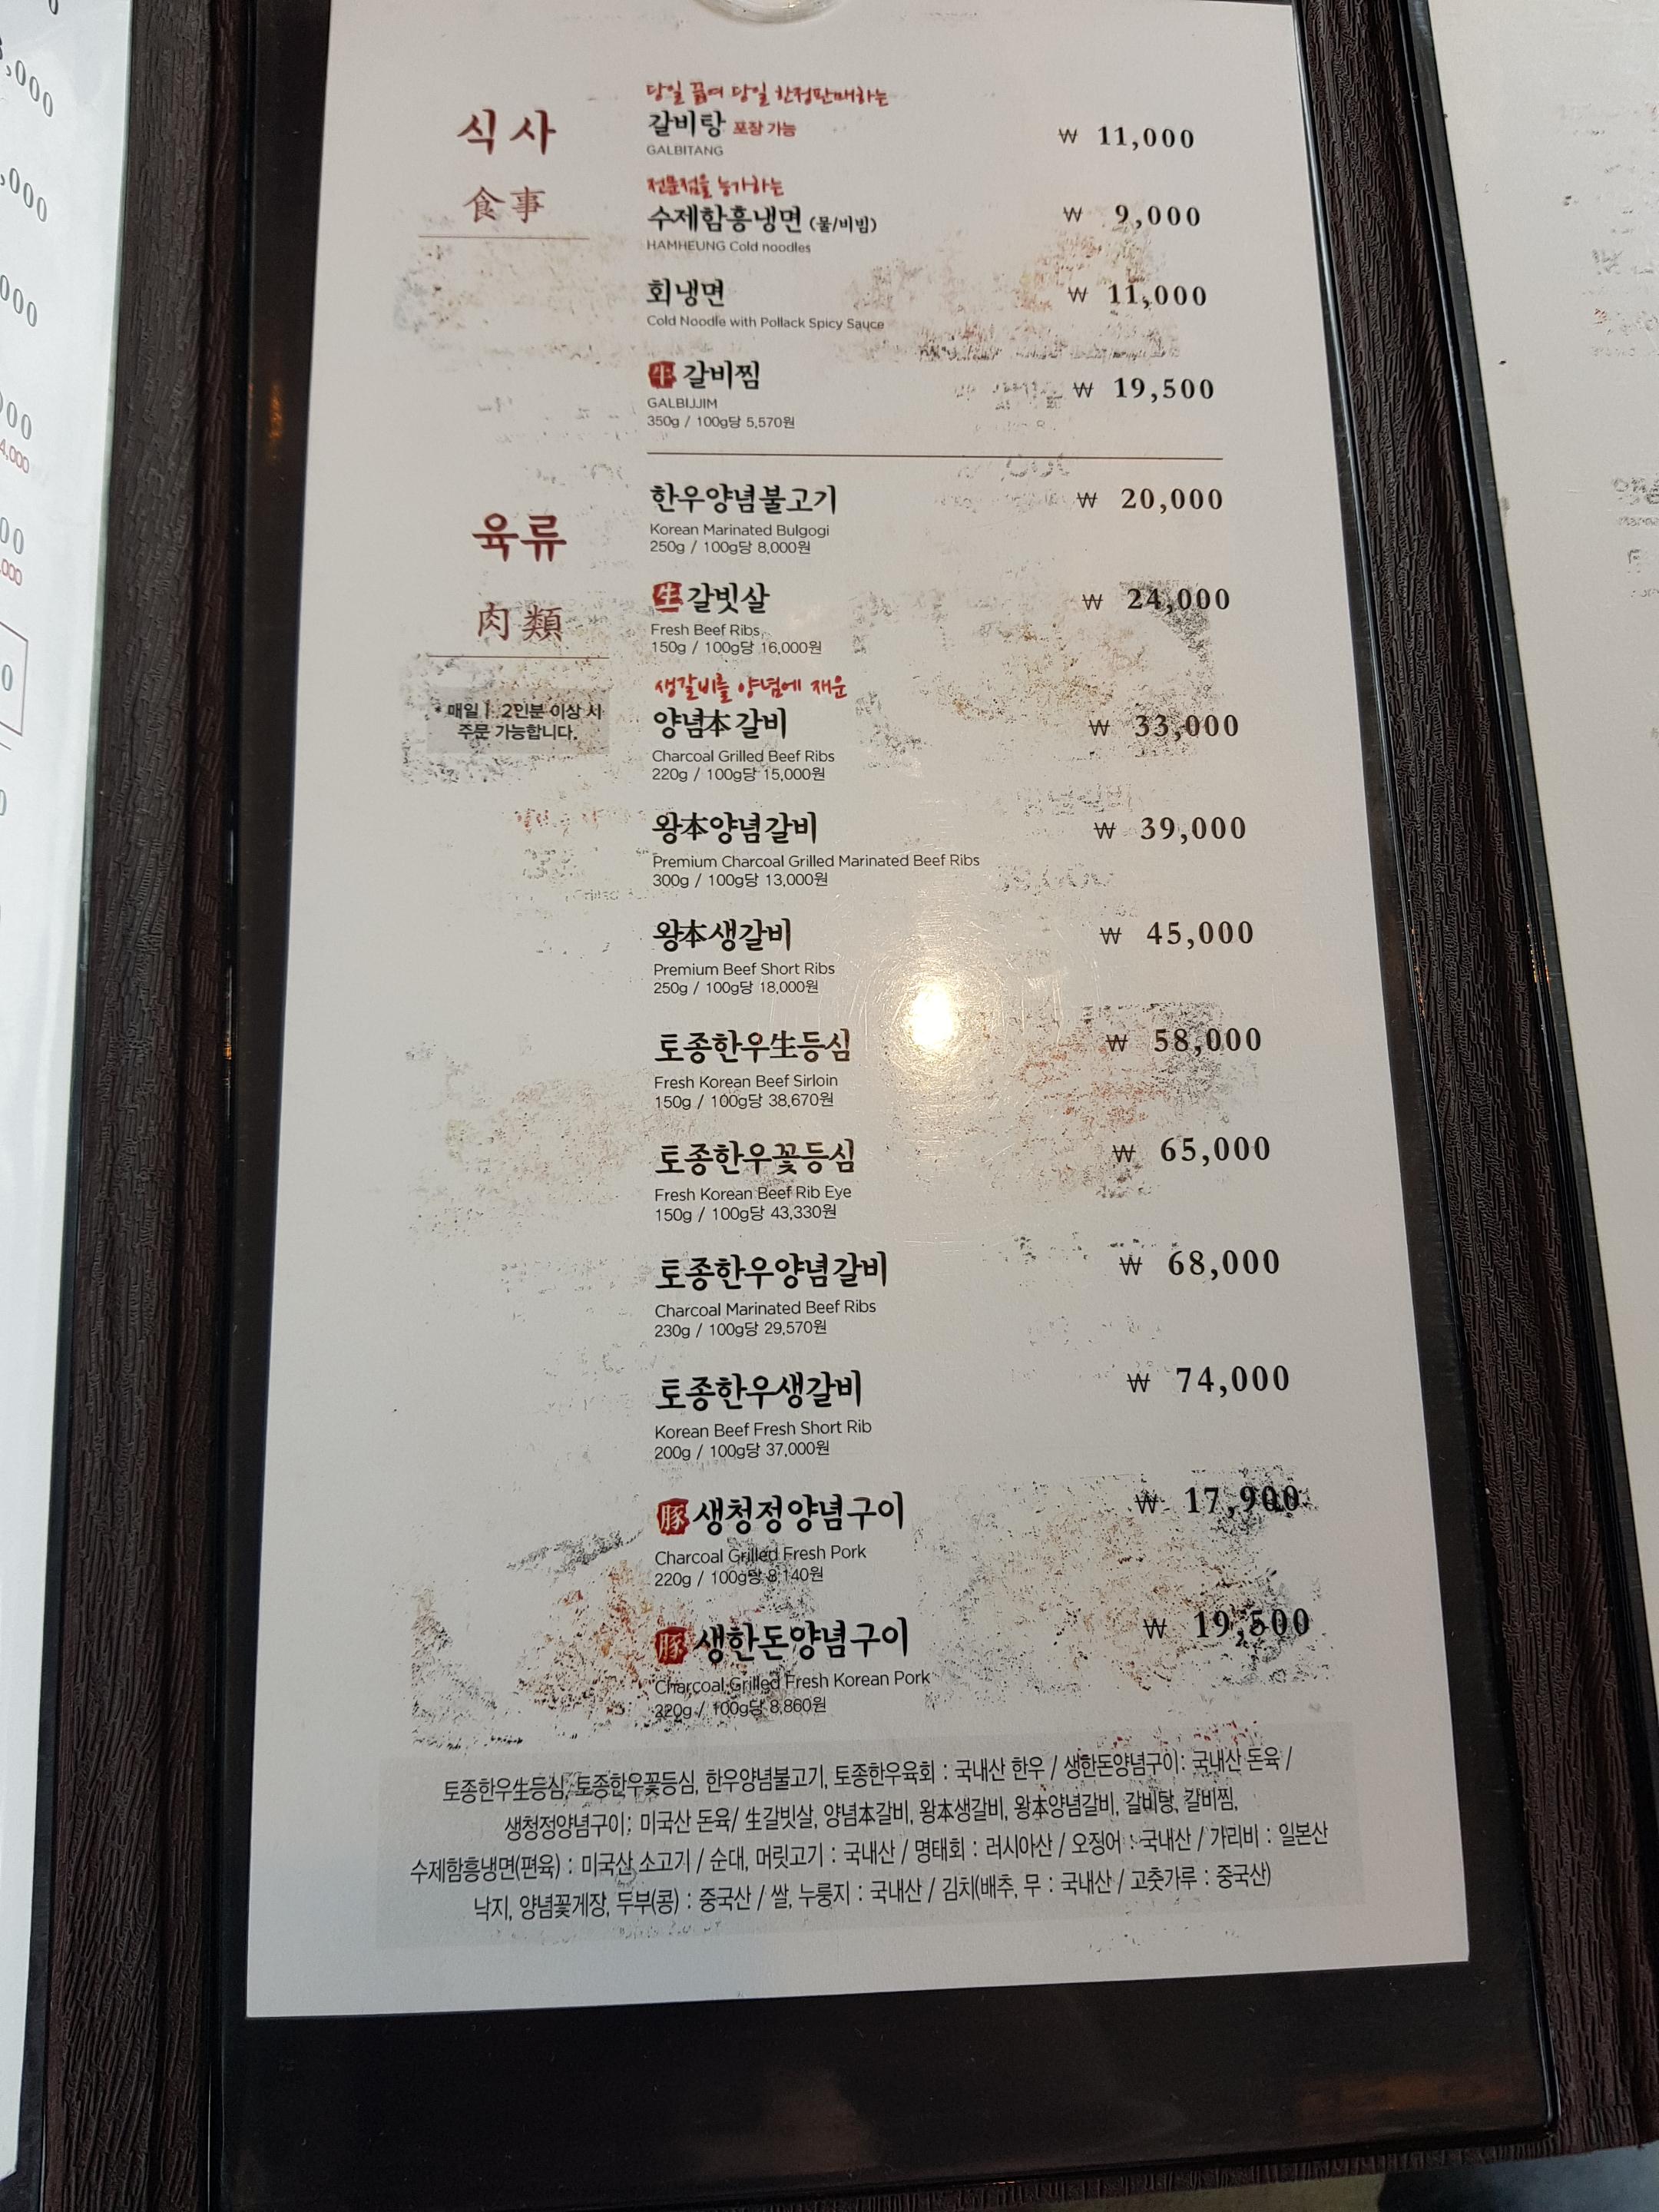 식사
食事
당일 끓여 당일 한정판매하는
갈비탕 포장 가능
GALBITANG
₩ 11,000
전문점을 능가하는
수제함흥냉면 (물/비빔)
HAMHEUNG Cold noodles
₩ 9,000
회냉면
Cold Noodle with Pollack Spicy Sauce
₩ 11,000
갈비찜
GALBIJJIM
350g / 100g당 5,570원
₩ 19,500
육류
肉類
매일 2인분 이상 시
주문 가능합니다.
한우양념불고기
Korean Marinated Bulgogi
250g / 100g당 8,000원
₩ 20,000
生 갈빗살
Fresh Beef Ribs
150g / 100g당 16,000원
₩ 24,000
생갈비를 양념에 재운
양념本갈비
Charcoal Grilled Beef Ribs
220g / 100g당 15,000원
₩ 33,000
왕本양념갈비
Premium Charcoal Grilled Marinated Beef Ribs
300g / 100g당 13,000원
₩ 39,000
왕本생갈비
Premium Beef Short Ribs
250g / 100g당 18,000원
₩ 45,000
토종한우生등심
Fresh Korean Beef Sirloin
150g / 100g당 38,670원
₩ 58,000
토종한우꽃등심
Fresh Korean Beef Rib Eye
150g / 100g당 43,330원
₩ 65,000
토종한우양념갈비
Charcoal Marinated Beef Ribs
230g / 100g당 29,570원
₩ 68,000
토종한우생갈비
Korean Beef Fresh Short Rib
200g / 100g당 37,000원
₩ 74,000
豚 생청정양념구이
Charcoal Grilled Fresh Pork
220g / 100g당 8,140원
₩ 17,900
豚 생한돈양념구이
Charcoal Grilled Fresh Korean Pork
220g / 100g당 8,860원
₩ 19,500
토종한우生등심, 토종한우꽃등심, 한우양념불고기, 토종한우육회 : 국내산 한우 / 생한돈양념구이: 국내산 돈육 /
생청정양념구이: 미국산 돈육/ 生갈빗살, 양념本갈비, 왕本생갈비, 왕本양념갈비, 갈비탕, 갈비찜,
수제함흥냉면(편육) : 미국산 소고기 / 순대, 머릿고기 : 국내산 / 명태회 : 러시아산 / 오징어 : 국내산 / 가리비 : 일본산
낙지, 양념꽃게장, 두부(콩) : 중국산 / 쌀, 누룽지 : 국내산 / 김치(배추, 무 : 국내산 / 고춧가루 : 중국산)